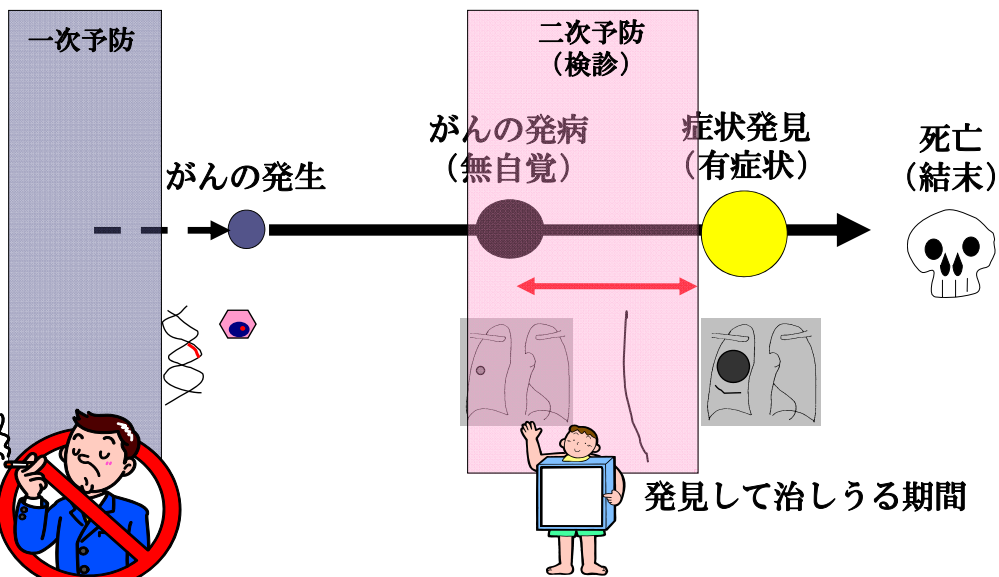 一次予防
二次予防
（検診）
がんの発生
がんの発病
（無自覚）
症状発見
（有症状）
死亡
（結末）
発見して治しうる期間